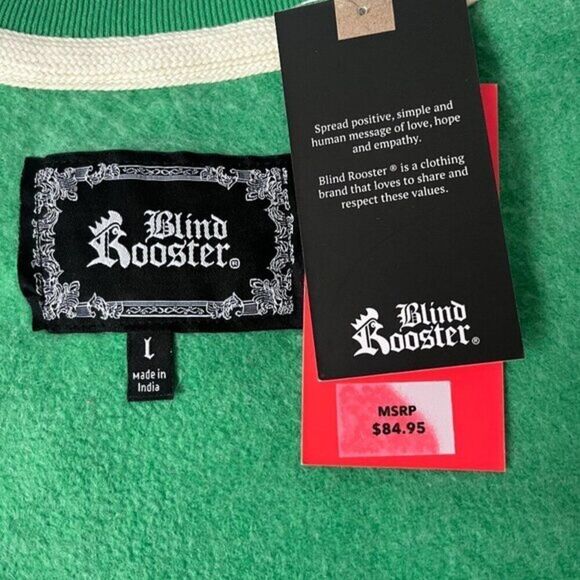 Blind
Rooster®
L
Made in
India
Spread positive, simple and
human message of love, hope
and empathy.
Blind Rooster ® is a clothing
brand that loves to share and
respect these values.
Blind
Rooster®
MSRP
$84.95